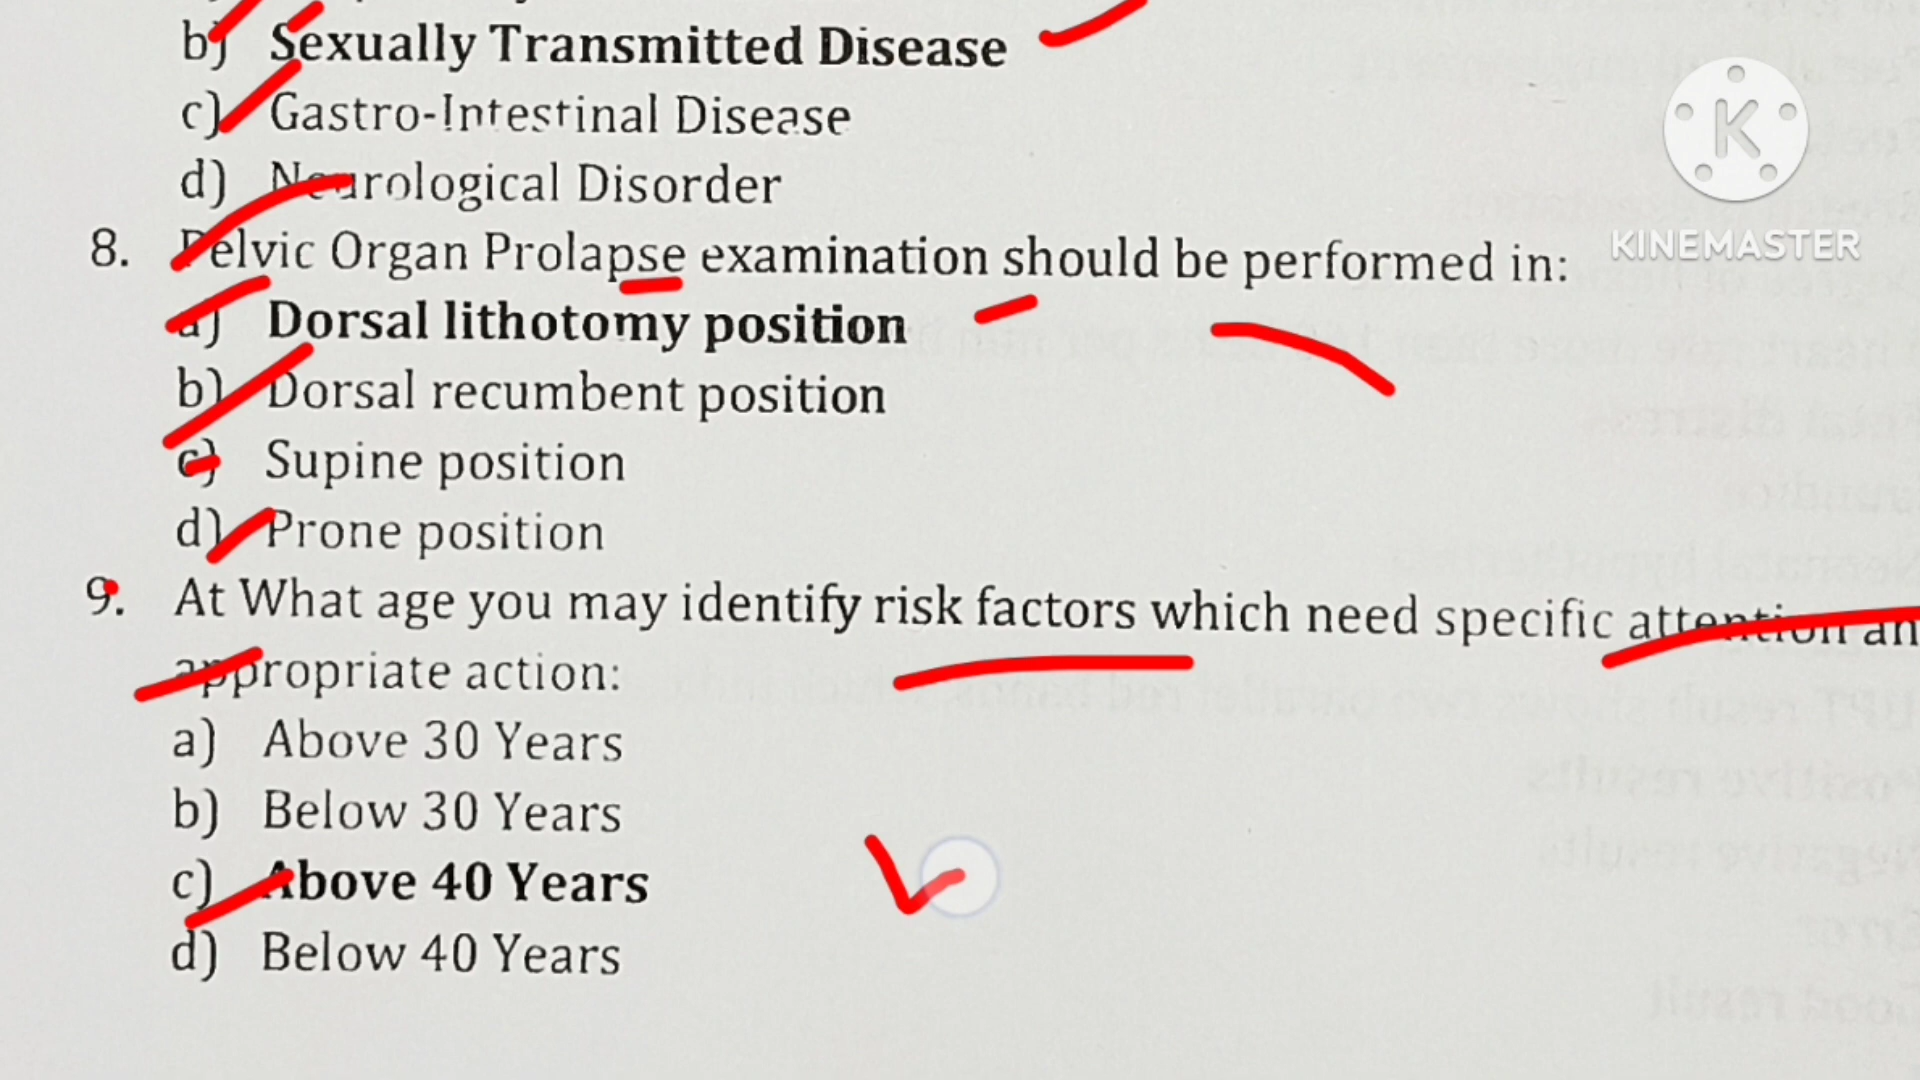 b) Sexually Transmitted Disease
c) Gastro-Intestinal Disease
d) Neurological Disorder
8. Pelvic Organ Prolapse examination should be performed in:
a) Dorsal lithotomy position
b) Dorsal recumbent position
c) Supine position
d) Prone position
9. At What age you may identify risk factors which need specific attention an
appropriate action:
a) Above 30 Years
b) Below 30 Years
c) Above 40 Years
d) Below 40 Years
K
KINEMASTER